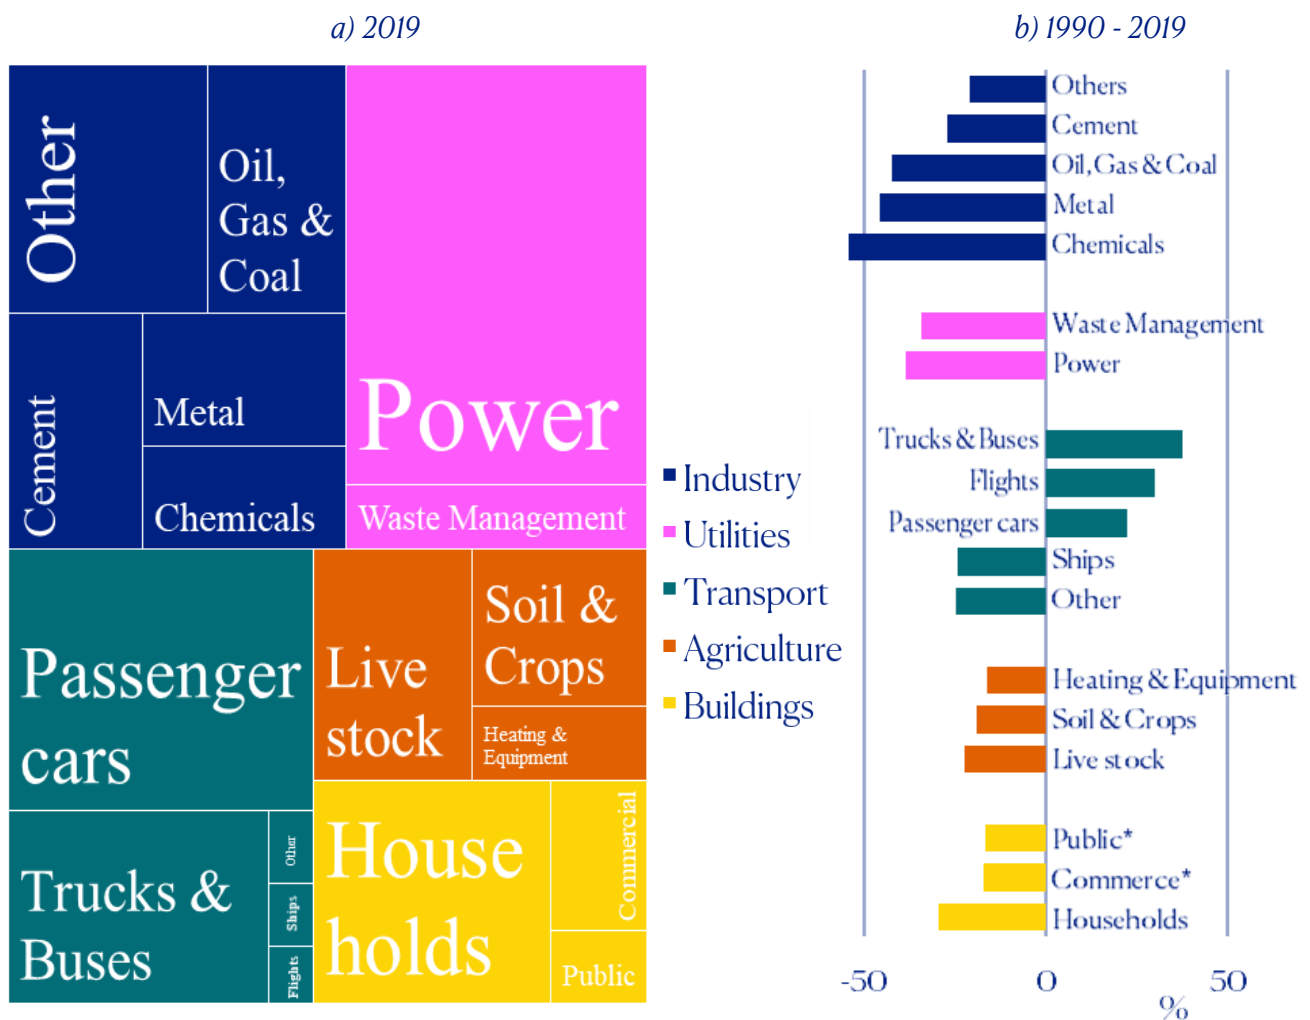 a) 2019
Other
Oil,
Gas &
Coal
Cement
Metal
Chemicals
Power
Waste Management
Passenger
cars
Trucks &
Buses
Other
Ships
Flights
Live
stock
Soil &
Crops
Heating &
Equipment
House
holds
Commercial
Public
Industry
Utilities
Transport
Agriculture
Buildings
b) 1990 - 2019
Others
Cement
Oil, Gas & Coal
Metal
Chemicals
Waste Management
Power
Trucks & Buses
Flights
Passenger cars
Ships
Other
Heating & Equipment
Soil & Crops
Live stock
Public*
Commerce*
Households
-50 0 50
%